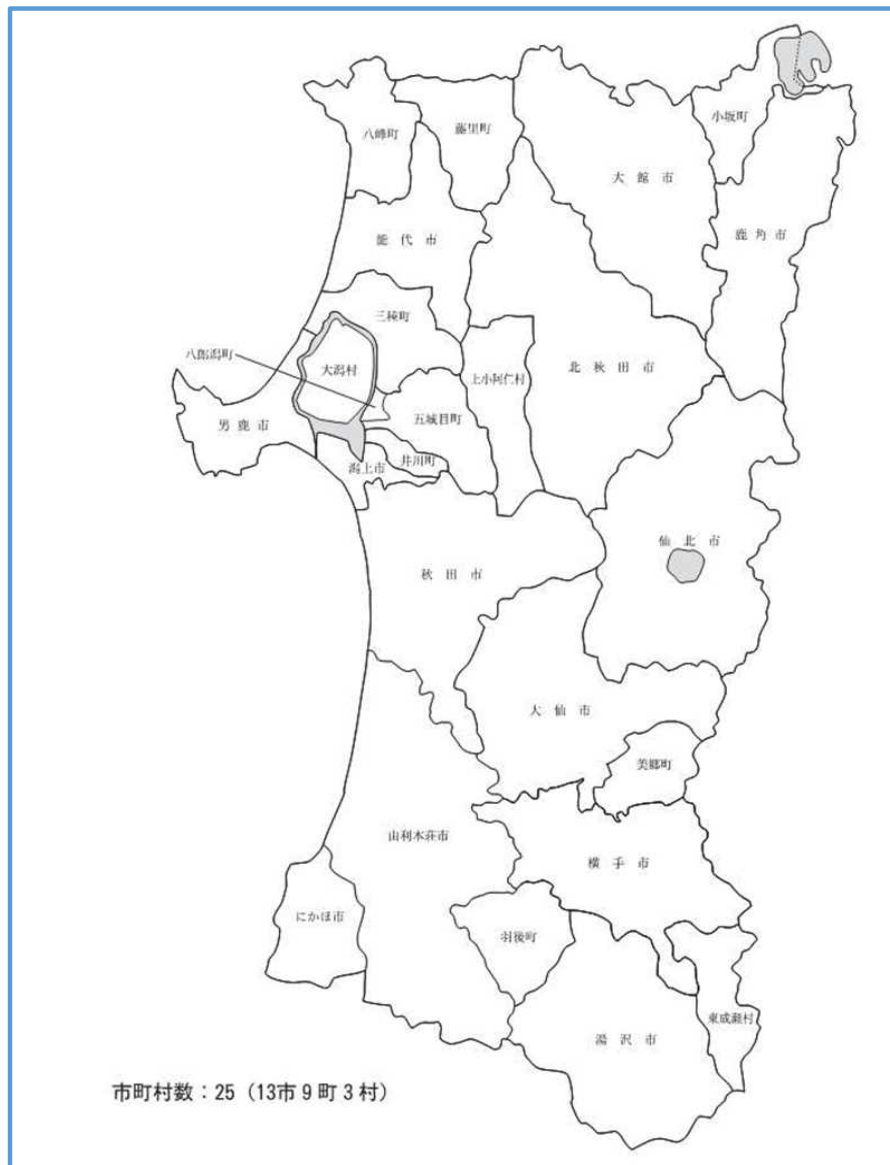 八峰町
藤里町
小坂町
大館市
鹿角市
能代市
三種町
八郎潟町
大潟村
上小阿仁村
北秋田市
男鹿市
五城目町
井川町
潟上市
仙北市
秋田市
大仙市
美郷町
由利本荘市
横手市
にかほ市
羽後町
東成瀬村
湯沢市
市町村数：25（13市9町3村）